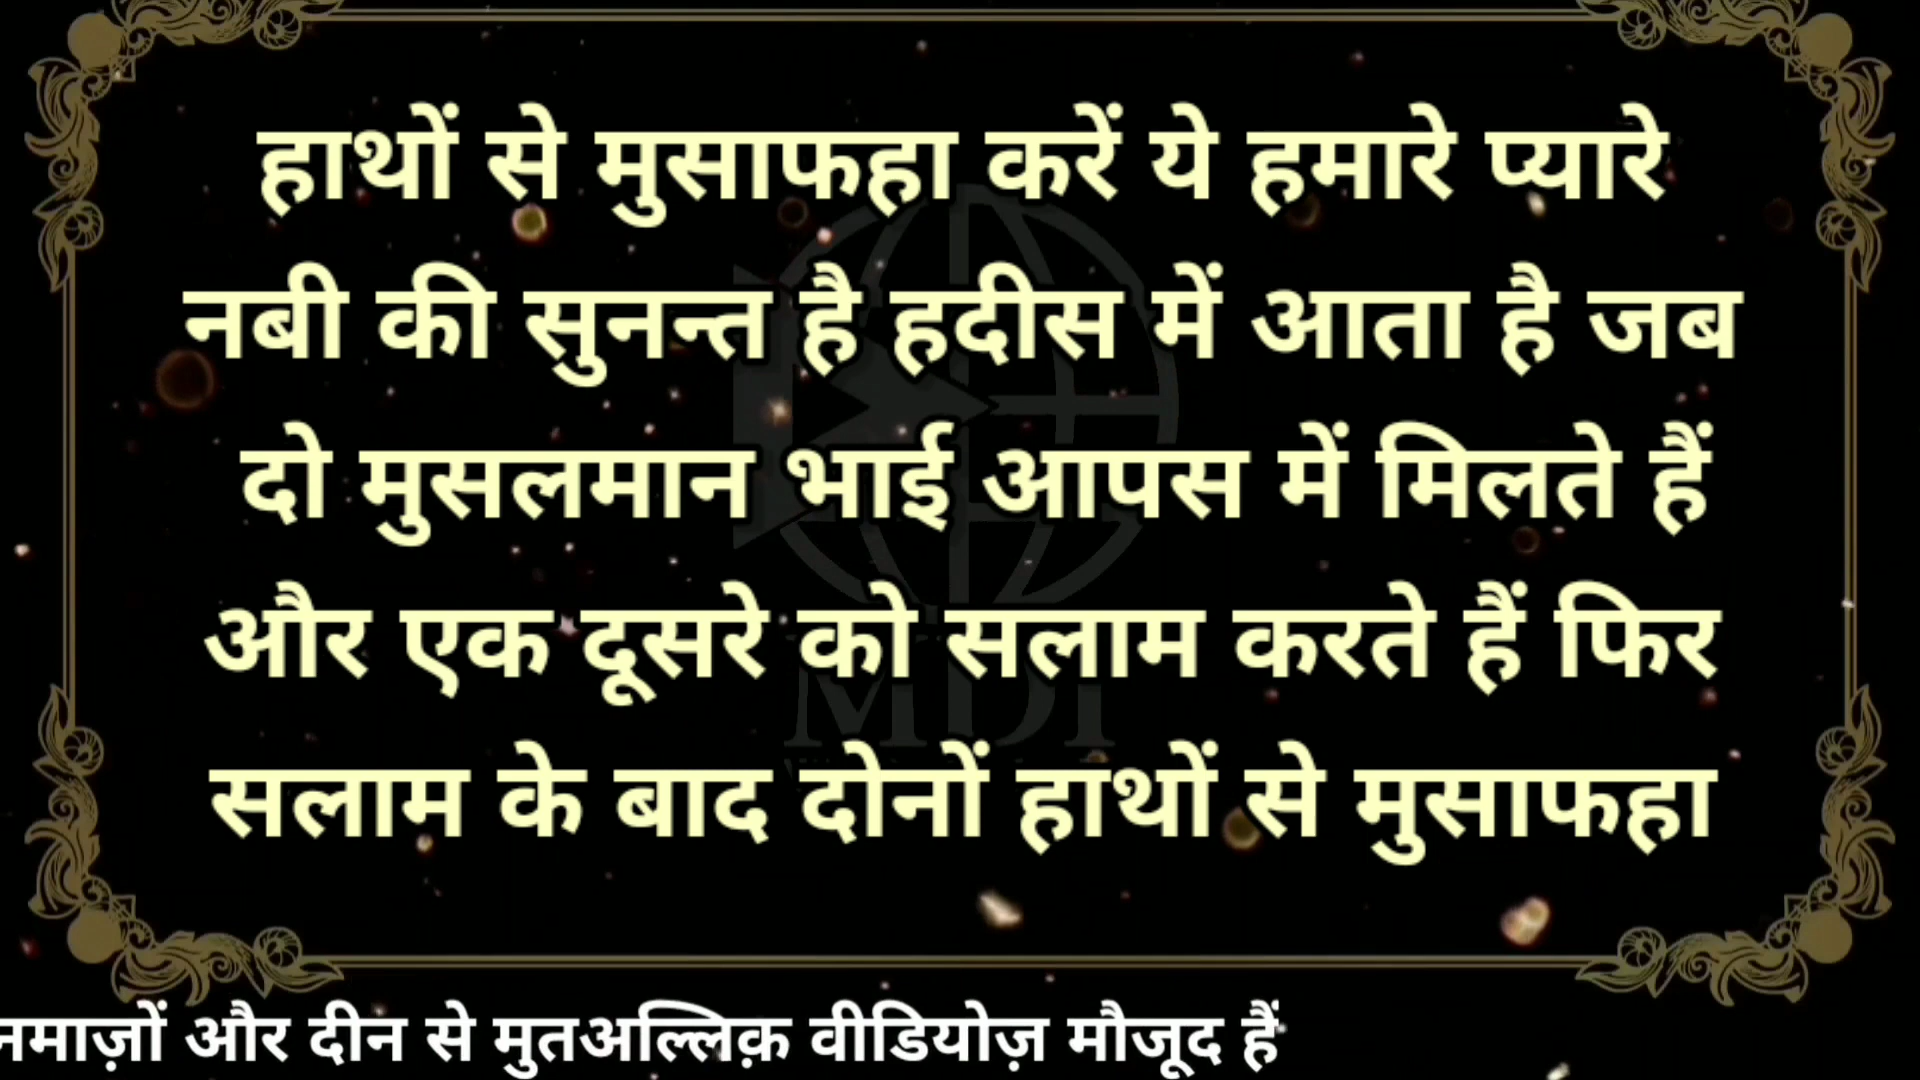 हाथों से मुसाफहा करें ये हमारे प्यारे
नबी की सुनन्त है हदीस में आता है जब
दो मुसलमान भाई आपस में मिलते हैं
और एक दूसरे को सलाम करते हैं फिर
सलाम के बाद दोनों हाथों से मुसाफहा
MDI
नमाज़ों और दीन से मुतअल्लिक़ वीडियोज़ मौजूद हैं